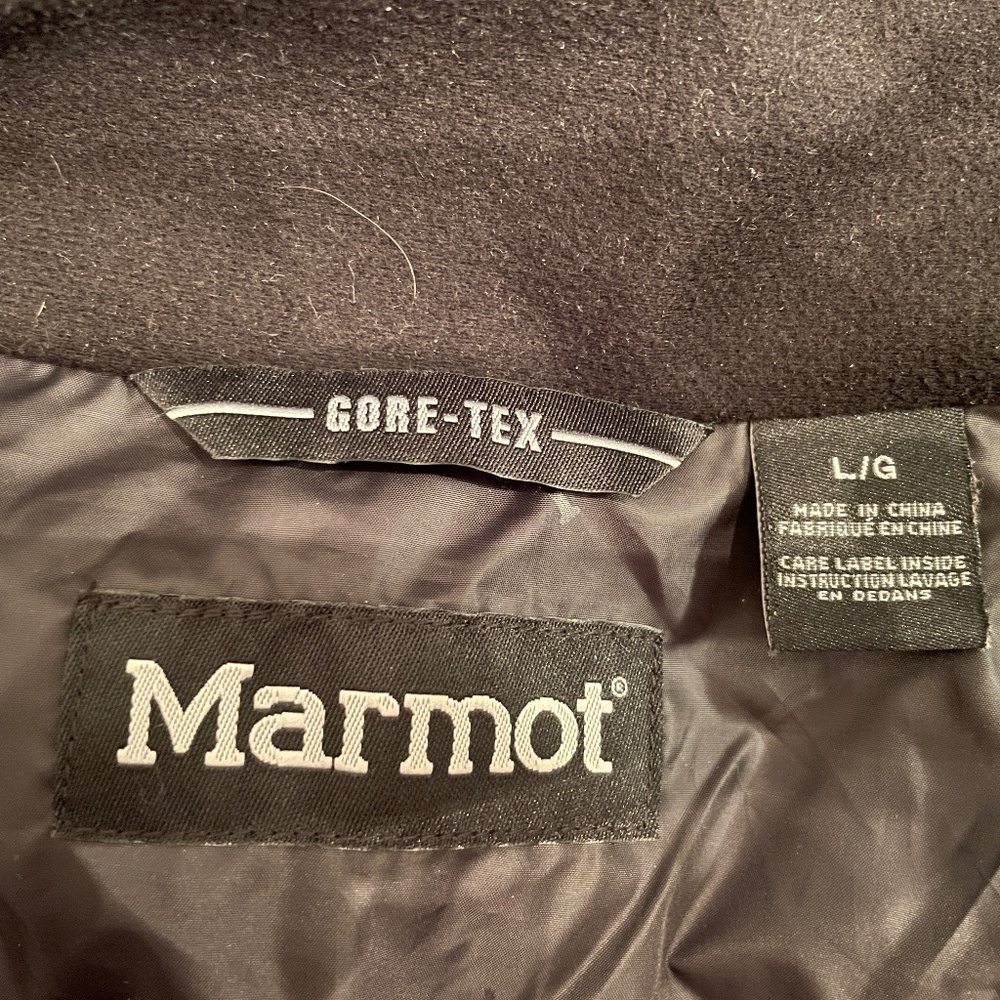 GORE-TEX
L/G
MADE IN CHINA
FABRIQUÉ EN CHINE
CARE LABEL INSIDE
INSTRUCTION LAVAGE
EN DEDANS
Marmot®